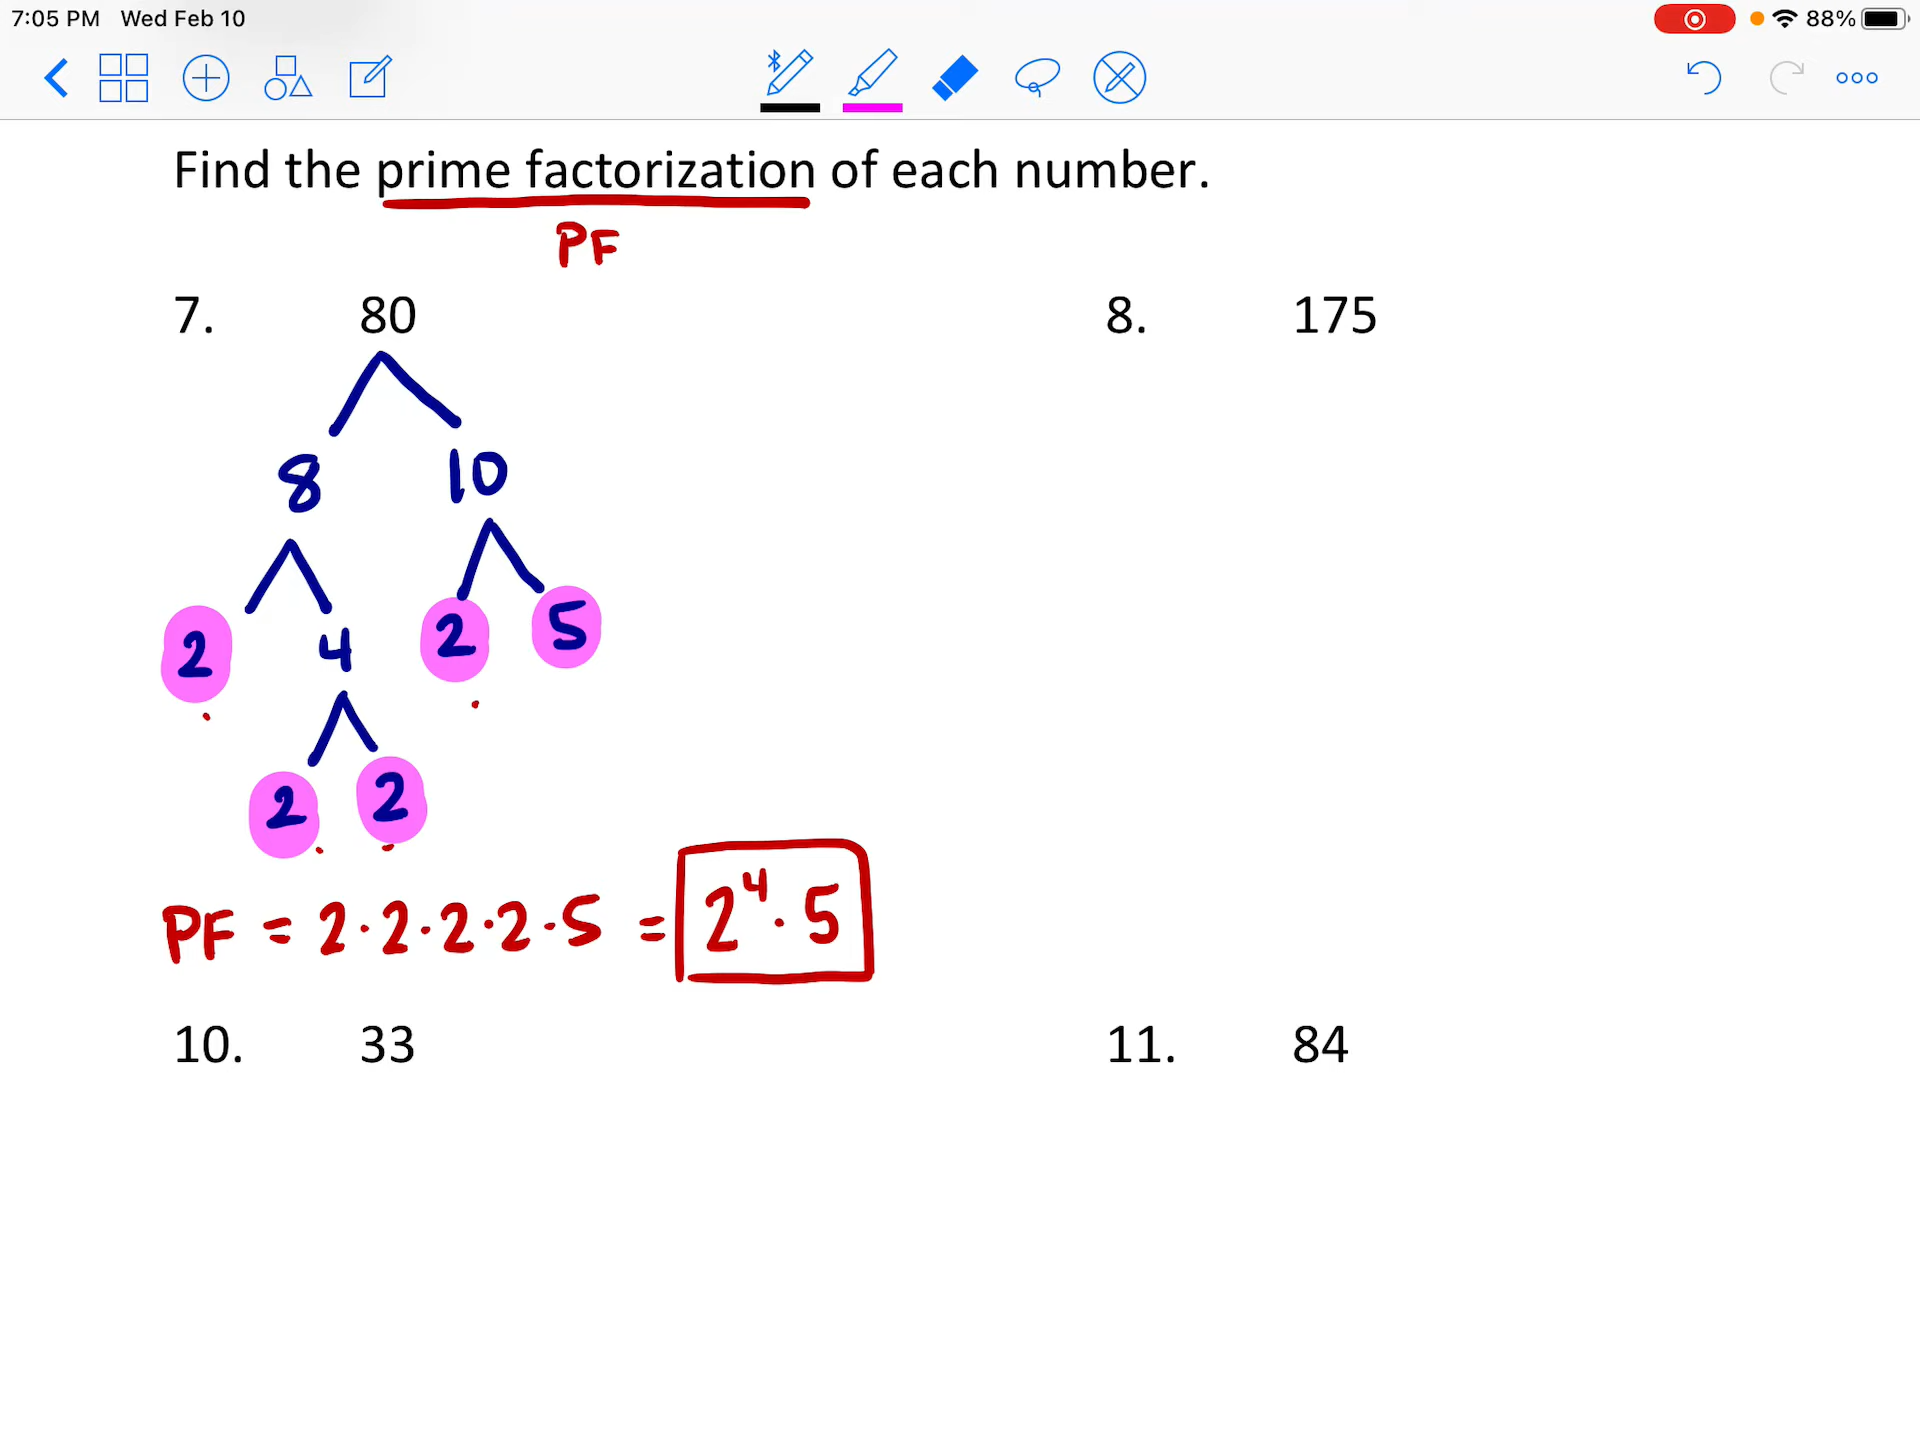 7:05 PM Wed Feb 10 88%
Find the prime factorization of each number.
PF
7. 80 8. 175
8 10
2 4 2 5
2 2
PF = 2 · 2 · 2 · 2 · 5 = 2⁴ · 5
10. 33 11. 84